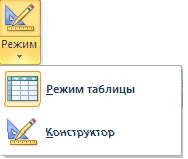 Режим
Режим таблицы
Конструктор